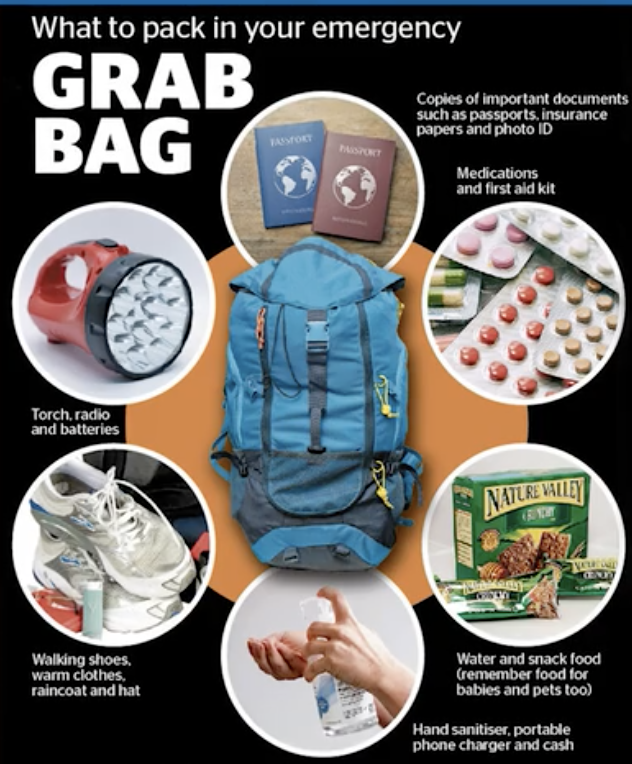 What to pack in your emergency
GRAB
BAG
Copies of important documents
such as passports, insurance
papers and photo ID
Medications
and first aid kit
PASSPORT
PASSPORT
Torch, radio
and batteries
NATURE VALLEY
CRUNCHY
CRUNCHY
Walking shoes,
warm clothes,
raincoat and hat
Water and snack food
(remember food for
babies and pets too)
Hand sanitiser, portable
phone charger and cash